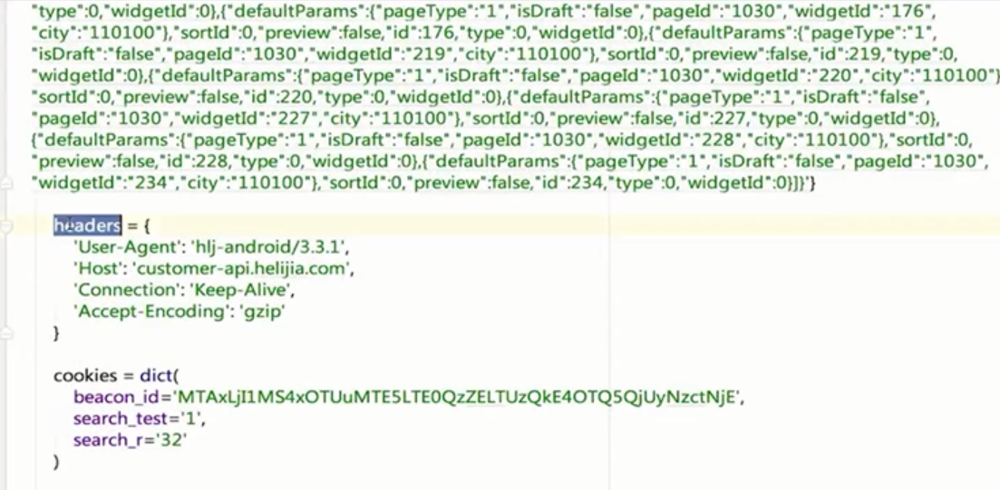 "type":0,"widgetId":0},{"defaultParams":{"pageType":"1","isDraft":"false","pageId":"1030","widgetId":"176",
"city":"110100"},"sortId":0,"preview":false,"id":176,"type":0,"widgetId":0},{"defaultParams":{"pageType":"1",
"isDraft":"false","pageId":"1030","widgetId":"219","city":"110100"},"sortId":0,"preview":false,"id":219,"type":0,
"widgetId":0},{"defaultParams":{"pageType":"1","isDraft":"false","pageId":"1030","widgetId":"220","city":"110100"}
"sortId":0,"preview":false,"id":220,"type":0,"widgetId":0},{"defaultParams":{"pageType":"1","isDraft":"false",
"pageId":"1030","widgetId":"227","city":"110100"},"sortId":0,"preview":false,"id":227,"type":0,"widgetId":0},
{"defaultParams":{"pageType":"1","isDraft":"false","pageId":"1030","widgetId":"228","city":"110100"},"sortId":0,
"preview":false,"id":228,"type":0,"widgetId":0},{"defaultParams":{"pageType":"1","isDraft":"false","pageId":"1030",
"widgetId":"234","city":"110100"},"sortId":0,"preview":false,"id":234,"type":0,"widgetId":0}]}'}
headers = {
'User-Agent': 'hlj-android/3.3.1',
'Host': 'customer-api.helijia.com',
'Connection': 'Keep-Alive',
'Accept-Encoding': 'gzip'
}
cookies = dict(
beacon_id='MTAxLjI1MS4xOTUuMTE5LTE0QzZELTUzQkE4OTQ5QjUyNzctNjE',
search_test='1',
search_r='32'
)